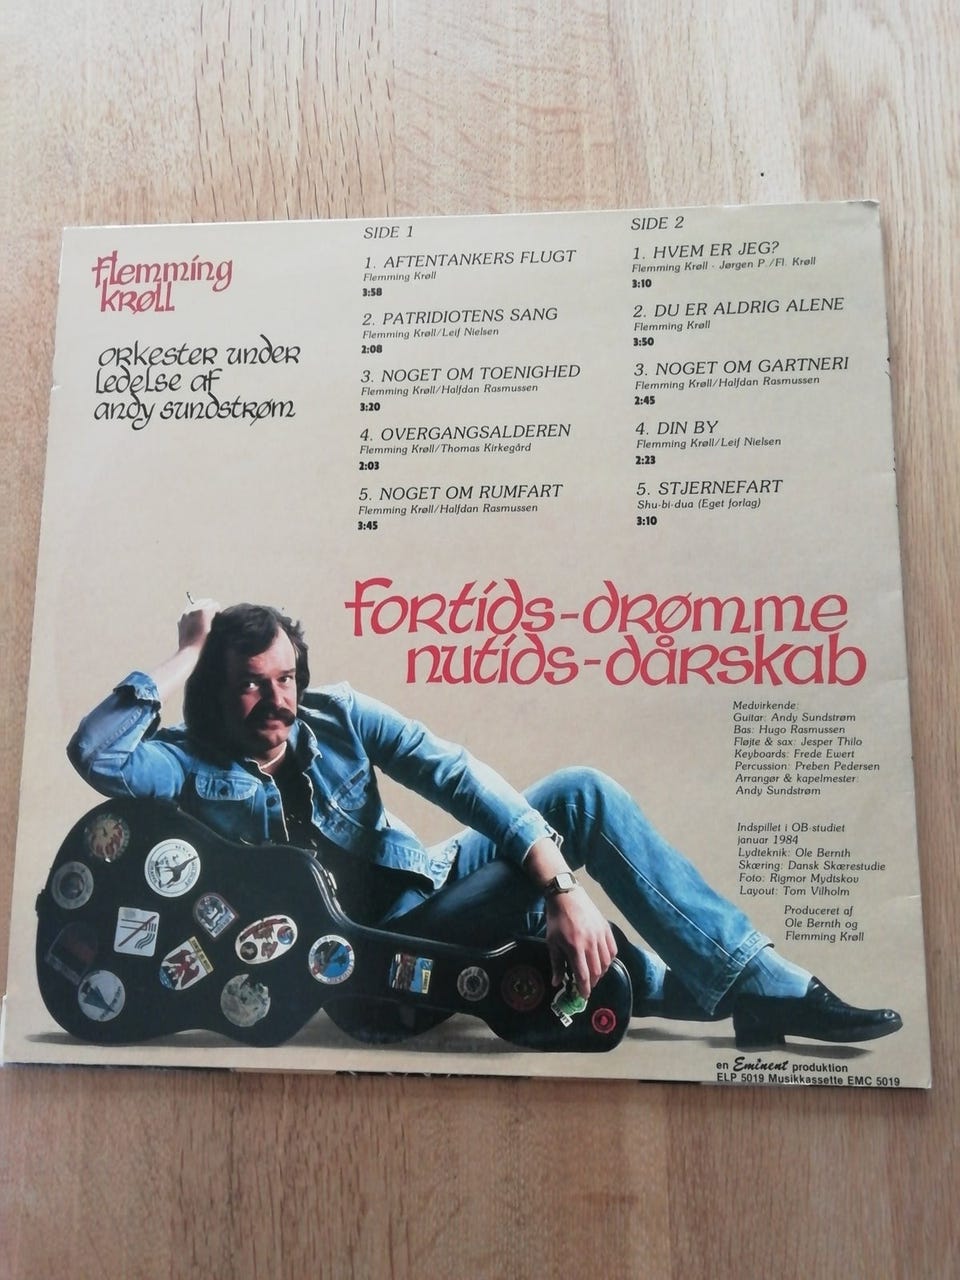 Flemming
Krøll
orkester under
ledelse af
andy sundstrøm
SIDE 1
1. AFTENTANKERS FLUGT
Flemming Krøll
3:58
2. PATRIDIOTENS SANG
Flemming Krøll/Leif Nielsen
2:08
3. NOGET OM TOENIGHED
Flemming Krøll/Halfdan Rasmussen
3:20
4. OVERGANGSALDEREN
Flemming Krøll/Thomas Kirkegård
2:03
5. NOGET OM RUMFART
Flemming Krøll/Halfdan Rasmussen
3:45
SIDE 2
1. HVEM ER JEG?
Flemming Krøll - Jørgen P./Fl. Krøll
3:10
2. DU ER ALDRIG ALENE
Flemming Krøll
3:50
3. NOGET OM GARTNERI
Flemming Krøll/Halfdan Rasmussen
2:45
4. DIN BY
Flemming Krøll/Leif Nielsen
2:23
5. STJERNEFART
Shu-bi-dua (Eget forlag)
3:10
Fortids-drømme
nutids-dårskab
Medvirkende:
Guitar: Andy Sundstrøm
Bas: Hugo Rasmussen
Fløjte & sax: Jesper Thilo
Keyboards: Frede Ewert
Percussion: Preben Pedersen
Arrangør & kapelmester:
Andy Sundstrøm
Indspillet i OB-studiet
januar 1984
Lydteknik: Ole Bernth
Skæring: Dansk Skærestudie
Foto: Rigmor Mydtskov
Layout: Tom Vilholm
Produceret af
Ole Bernth og
Flemming Krøll
en Eminent produktion
ELP 5019 Musikkassette EMC 5019